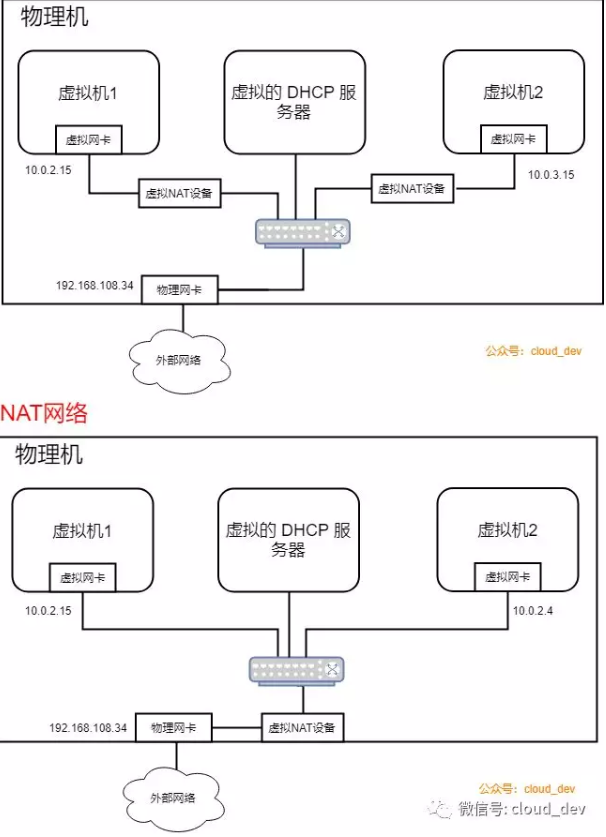 物理机
虚拟机1
虚拟网卡
10.0.2.15
虚拟的 DHCP 服
务器
虚拟机2
虚拟网卡
10.0.3.15
虚拟NAT设备
虚拟NAT设备
192.168.108.34
物理网卡
外部网络
公众号：cloud_dev
NAT网络
物理机
虚拟机1
虚拟网卡
10.0.2.15
虚拟的 DHCP 服
务器
虚拟机2
虚拟网卡
10.0.2.4
192.168.108.34
物理网卡
虚拟NAT设备
外部网络
公众号：cloud_dev
微信号: cloud_dev